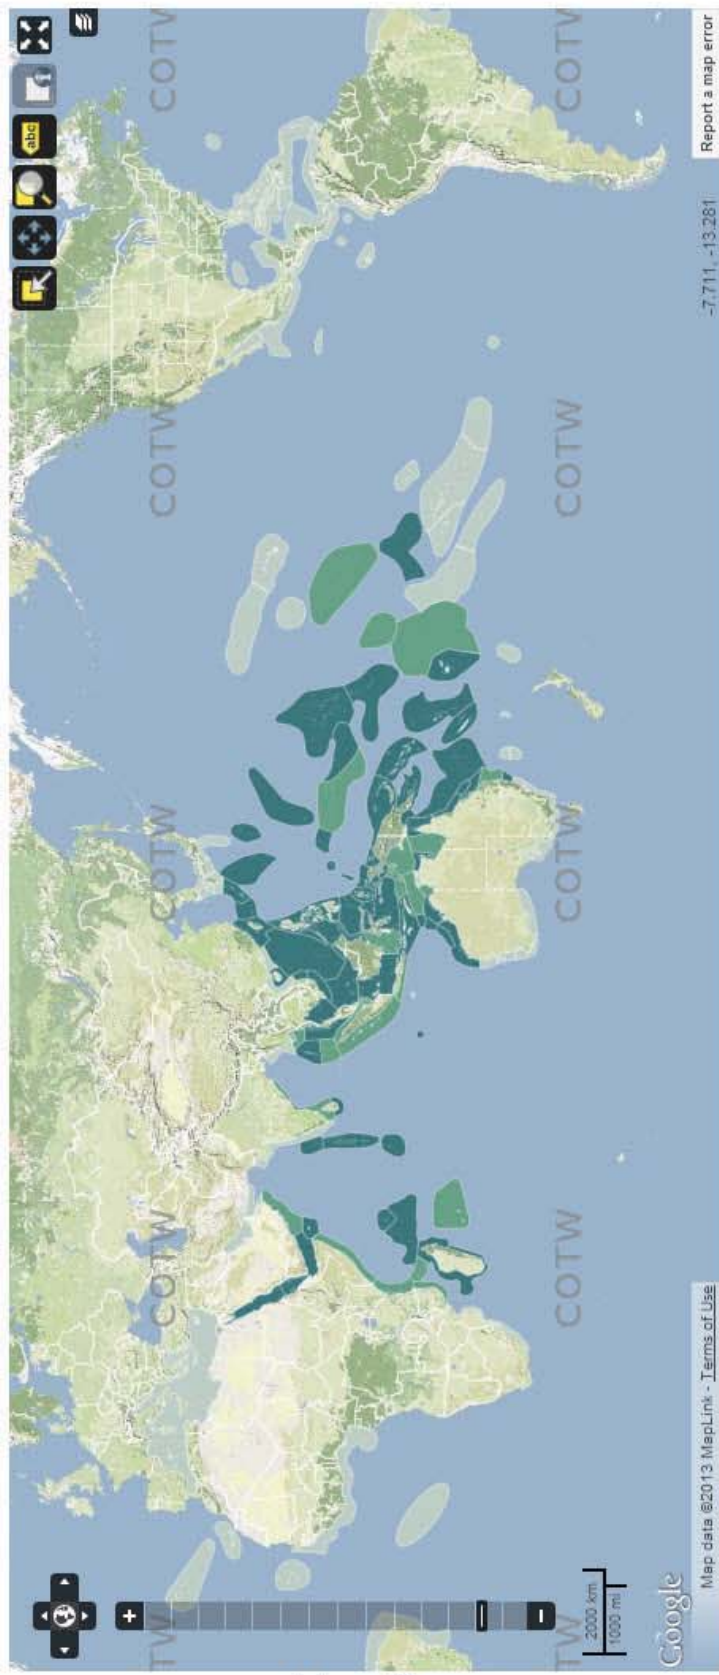 COTW COTW COTW COTW
COTW COTW COTW COTW
abc
+
-
2000 km
1000 mi
Google
Map data ©2013 MapLink - Terms of Use
-7.711, -13.281
Report a map error